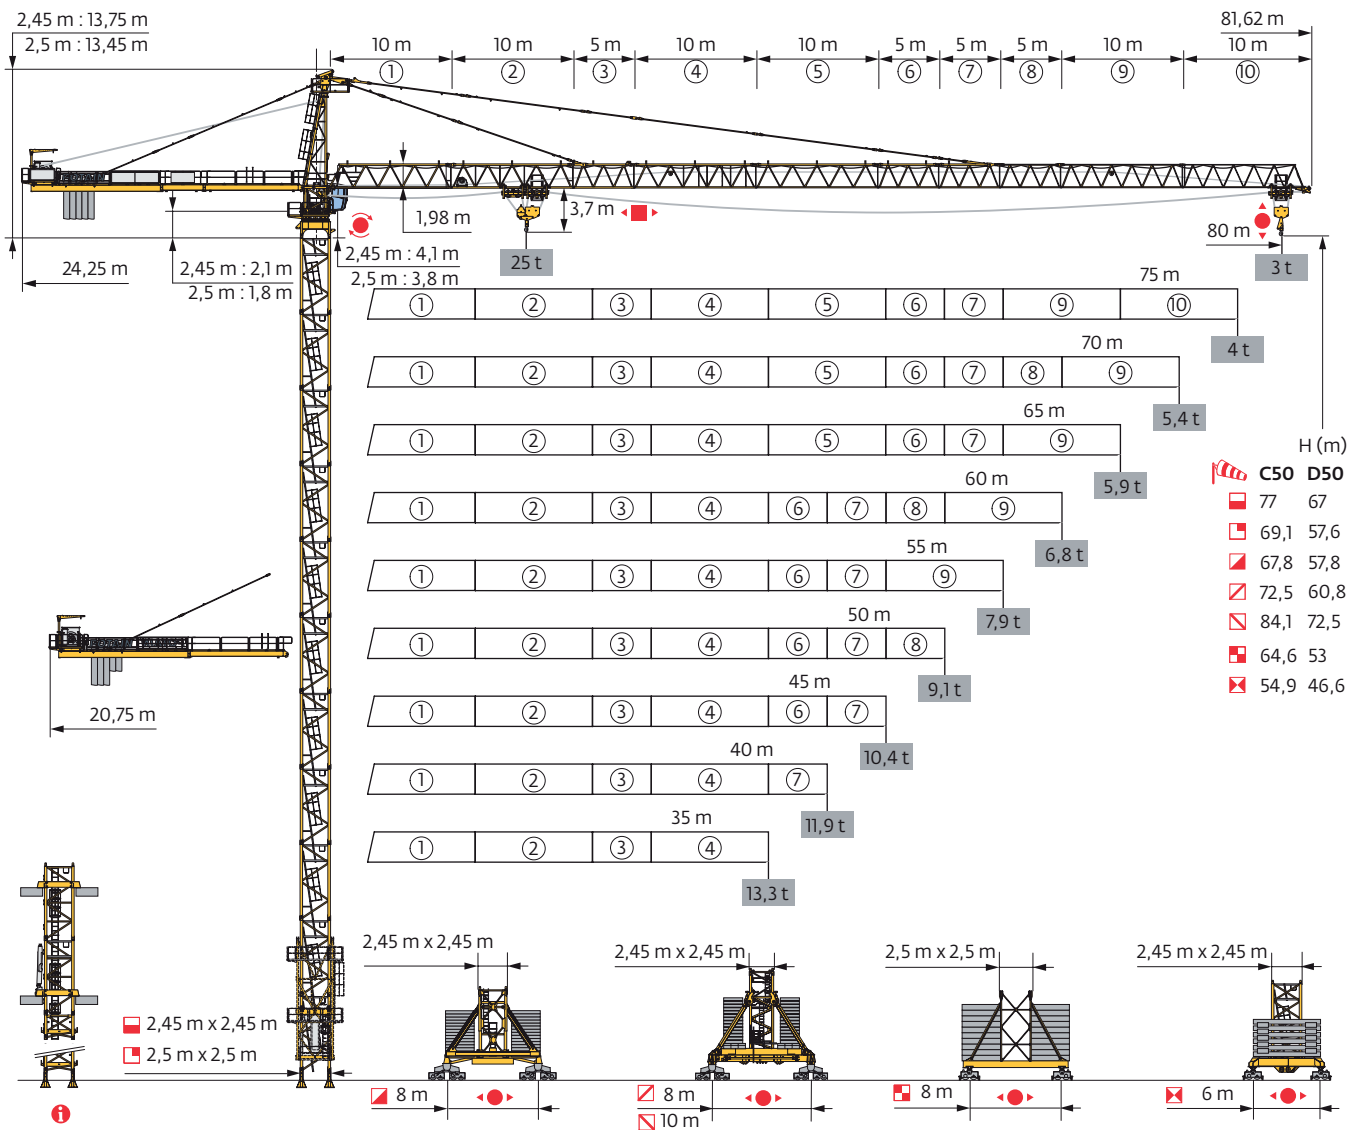 2,45 m : 13,75 m
2,5 m : 13,45 m
81,62 m
10 m 10 m 5 m 10 m 10 m 5 m 5 m 5 m 10 m 10 m
1 2 3 4 5 6 7 8 9 10
1,98 m
3,7 m
80 m
24,25 m
2,45 m : 2,1 m
2,5 m : 1,8 m
2,45 m : 4,1 m
2,5 m : 3,8 m
25 t
3 t
75 m
1 2 3 4 5 6 7 9 10
4 t
70 m
1 2 3 4 5 6 7 8 9
5,4 t
65 m
1 2 3 4 5 6 7 9
5,9 t
60 m
1 2 3 4 6 7 8 9
6,8 t
55 m
1 2 3 4 6 7 9
7,9 t
50 m
1 2 3 4 6 7 8
9,1 t
45 m
1 2 3 4 6 7
10,4 t
40 m
1 2 3 4 7
11,9 t
35 m
1 2 3 4
13,3 t
H (m)
C50 D50
77 67
69,1 57,6
67,8 57,8
72,5 60,8
84,1 72,5
64,6 53
54,9 46,6
20,75 m
2,45 m x 2,45 m
2,5 m x 2,5 m
i
2,45 m x 2,45 m
8 m
2,45 m x 2,45 m
8 m
10 m
2,5 m x 2,5 m
8 m
2,45 m x 2,45 m
6 m